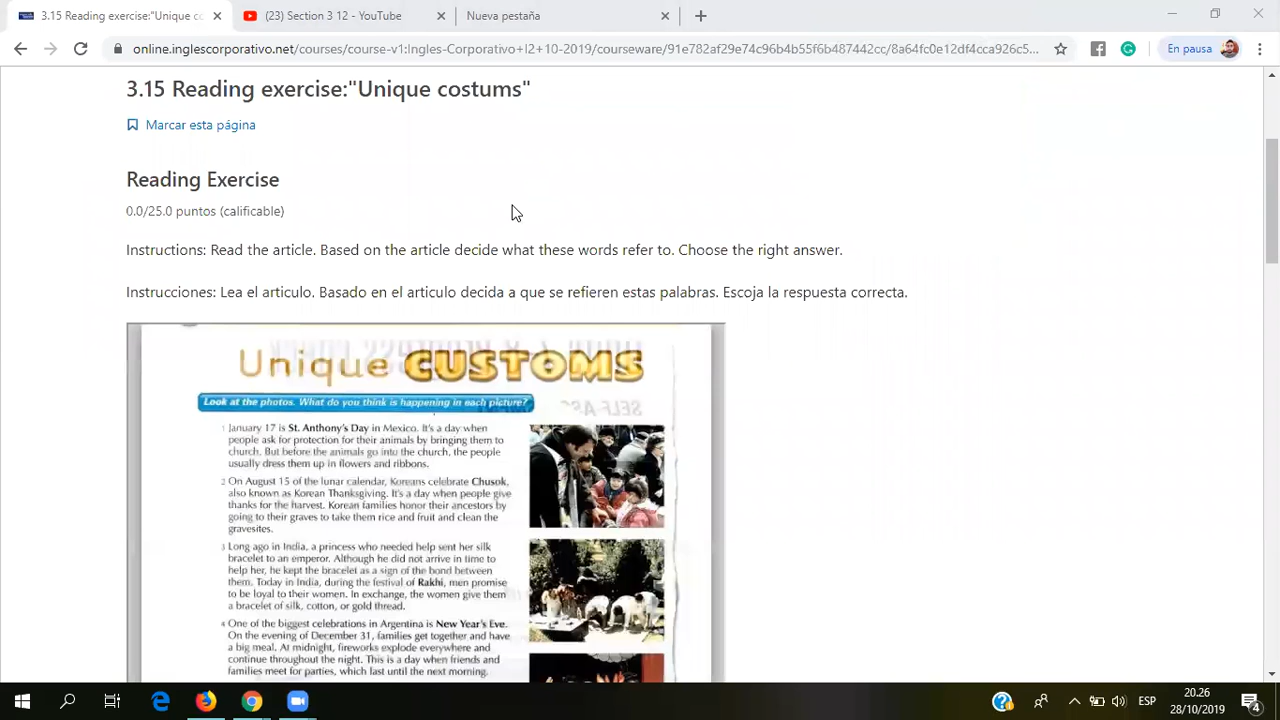 3.15 Reading exercise:"Unique co
(23) Section 3 12 - YouTube
Nueva pestaña
online.inglescorporativo.net/courses/course-v1:Ingles-Corporativo+I2+10-2019/courseware/91e782af29e74c96b4b55f6b487442cc/8a64fc0e12df4cca926c5...
En pausa
3.15 Reading exercise:"Unique costums"
Marcar esta página
Reading Exercise
0.0/25.0 puntos (calificable)
Instructions: Read the article. Based on the article decide what these words refer to. Choose the right answer.
Instrucciones: Lea el articulo. Basado en el articulo decida a que se refieren estas palabras. Escoja la respuesta correcta.
Unique CUSTOMS
Look at the photos. What do you think is happening in each picture?
1 January 17 is St. Anthony's Day in Mexico. It's a day when
people ask for protection for their animals by bringing them to
church. But before the animals go into the church, the people
usually dress them up in flowers and ribbons.
2 On August 15 of the lunar calendar, Koreans celebrate Chusok,
also known as Korean Thanksgiving. It's a day when people give
thanks for the harvest. Korean families honor their ancestors by
going to their graves to take them rice and fruit and clean the
gravesites.
3 Long ago in India, a princess who needed help sent her silk
bracelet to an emperor. Although he did not arrive in time to
help her, he kept the bracelet as a sign of the bond between
them. Today in India, during the festival of Rakhi, men promise
to be loyal to their women. In exchange, the women give them
a bracelet of silk, cotton, or gold thread.
4 One of the biggest celebrations in Argentina is New Year's Eve.
On the evening of December 31, families get together and have
a big meal. At midnight, fireworks explode everywhere and
continue throughout the night. This is a day when friends and
families meet for parties, which last until the next morning.
ESP
20.26
28/10/2019
4